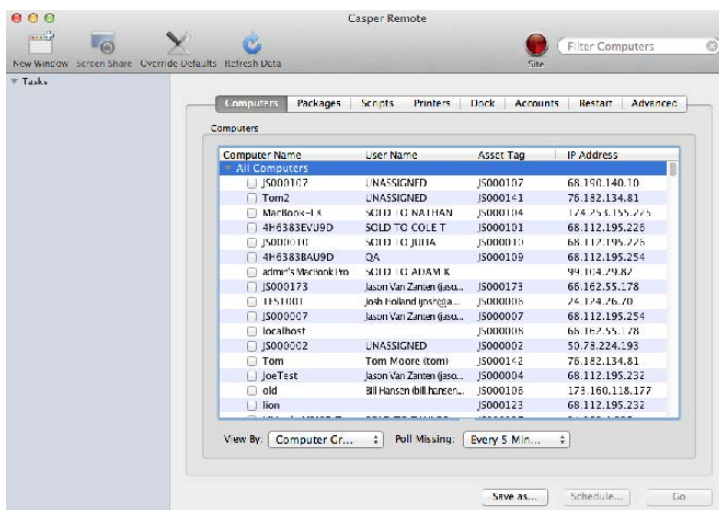 Casper Remote
New Window Screen Share Override Defaults Refresh Data Site Filter Computers
Tasks
Computers Packages Scripts Printers Dock Accounts Restart Advanced
Computers
Computer Name User Name Asset Tag IP Address
All Computers
JS000107 UNASSIGNED JS000107 68.190.140.10
Tom2 UNASSIGNED JS000141 76.182.134.81
MacBook-LK SOLD TO NATHAN JS000104 174.253.155.225
4H6383EVU9D SOLD TO COLE T JS000101 68.112.195.226
JS000010 SOLD TO JULIA JS000010 68.112.195.226
4H6383BAU9D QA JS000109 68.112.195.254
admin's MacBook Pro SOLD TO ADAM K 99.104.29.82
JS000173 Jason Van Zanten (jaso... JS000173 66.162.55.178
TEST001 Josh Holland (josh@a... JS000006 24.124.26.70
JS000007 Jason Van Zanten (jaso... JS000007 68.112.195.254
localhost JS000008 66.162.55.178
JS000002 UNASSIGNED JS000002 50.78.224.193
Tom Tom Moore (tom) JS000142 76.182.134.81
JoeTest Jason Van Zanten (jaso... JS000004 68.112.195.232
old Bill Hansen (bill.hansen... JS000106 173.160.118.177
lion JS000123 68.112.195.232
View By: Computer Gr... Poll Missing: Every 5 Min...
Save as... Schedule... Go